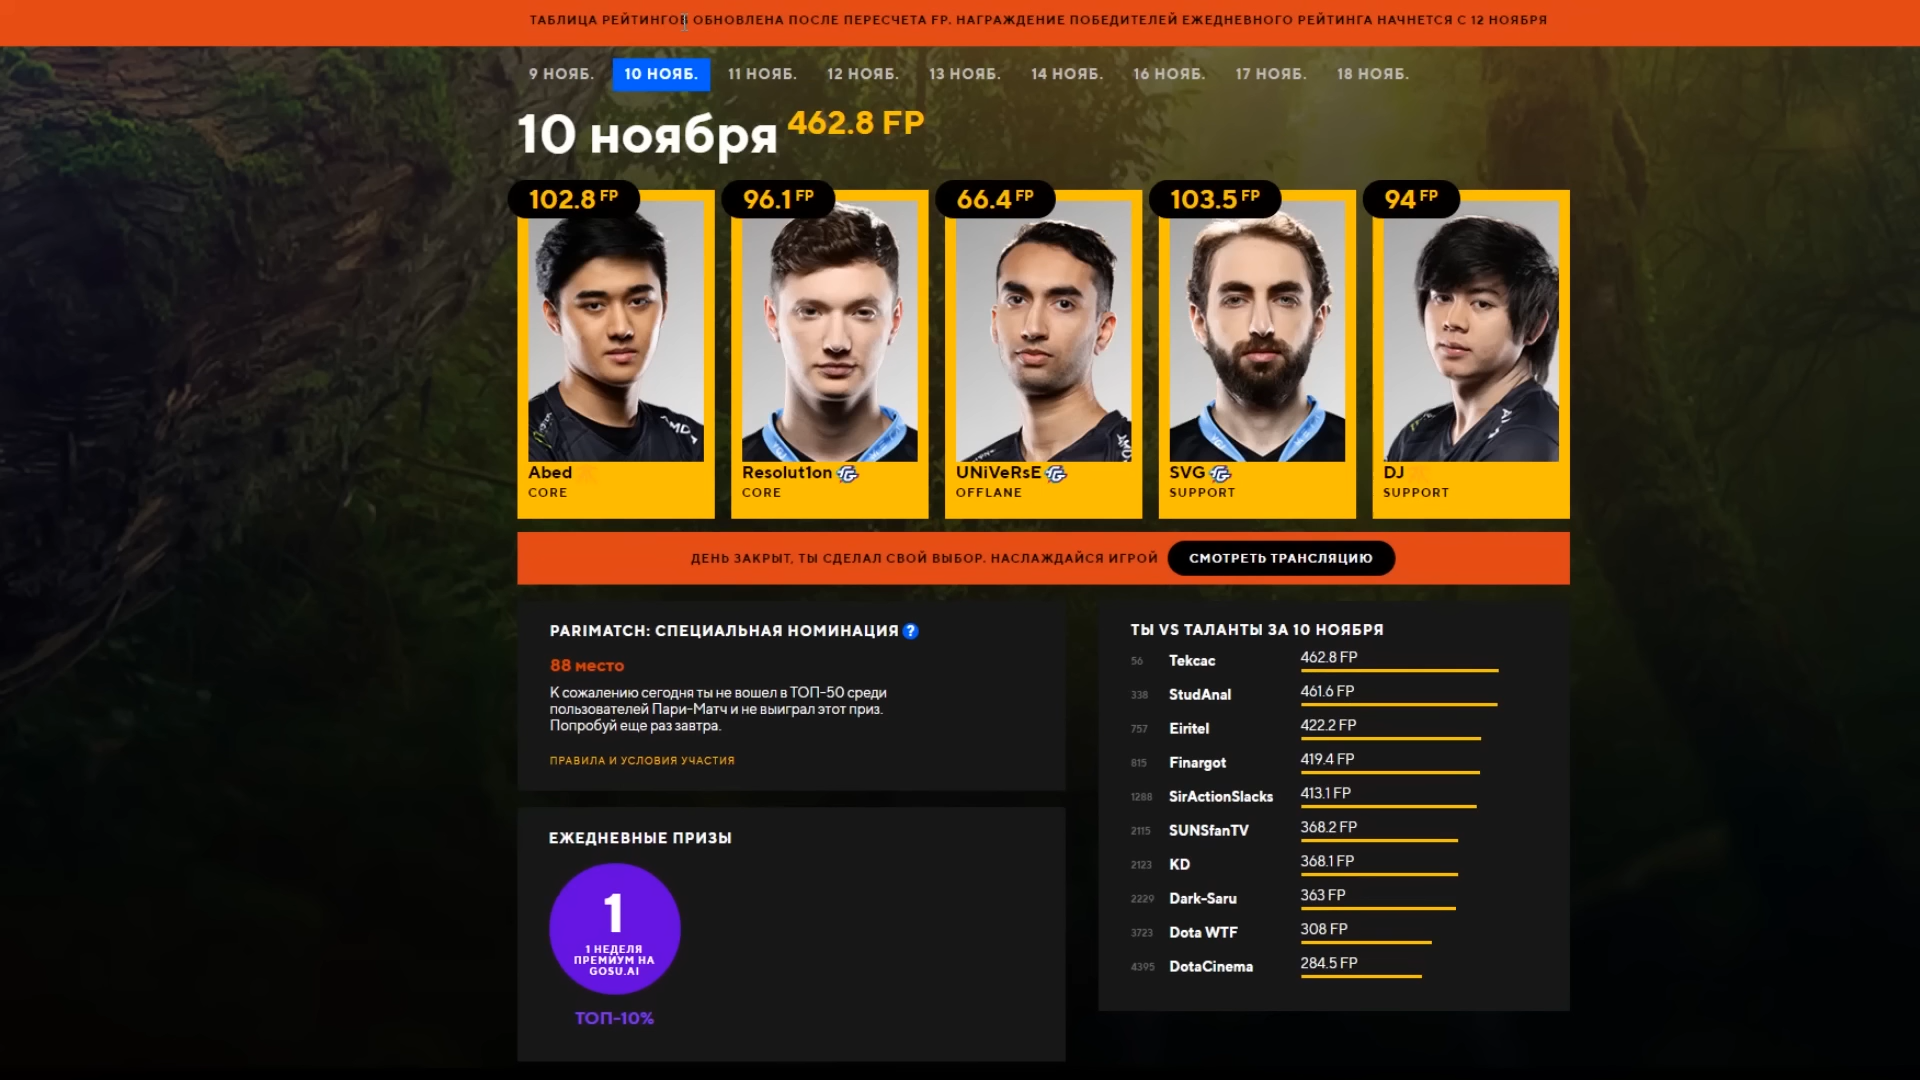 ТАБЛИЦА РЕЙТИНГОВ ОБНОВЛЕНА ПОСЛЕ ПЕРЕСЧЕТА FP. НАГРАЖДЕНИЕ ПОБЕДИТЕЛЕЙ ЕЖЕДНЕВНОГО РЕЙТИНГА НАЧНЕТСЯ С 12 НОЯБРЯ
9 НОЯБ. 10 НОЯБ. 11 НОЯБ. 12 НОЯБ. 13 НОЯБ. 14 НОЯБ. 16 НОЯБ. 17 НОЯБ. 18 НОЯБ.
10 ноября 462.8 FP
102.8 FP 96.1 FP 66.4 FP 103.5 FP 94 FP
Abed Resolut1on UNiVeRsE SVG DJ
CORE CORE OFFLANE SUPPORT SUPPORT
ДЕНЬ ЗАКРЫТ, ТЫ СДЕЛАЛ СВОЙ ВЫБОР. НАСЛАЖДАЙСЯ ИГРОЙ СМОТРЕТЬ ТРАНСЛЯЦИЮ
PARIMATCH: СПЕЦИАЛЬНАЯ НОМИНАЦИЯ ?
88 место
К сожалению сегодня ты не вошел в ТОП-50 среди
пользователей Пари-Матч и не выиграл этот приз.
Попробуй еще раз завтра.
ПРАВИЛА И УСЛОВИЯ УЧАСТИЯ
ЕЖЕДНЕВНЫЕ ПРИЗЫ
1
1 НЕДЕЛЯ
ПРЕМИУМ НА
GOSU.AI
ТОП-10%
ТЫ VS ТАЛАНТЫ ЗА 10 НОЯБРЯ
56 Tekcac 462.8 FP
338 StudAnal 461.6 FP
757 Eiritel 422.2 FP
815 Finargot 419.4 FP
1288 SirActionSlacks 413.1 FP
2115 SUNSfanTV 368.2 FP
2123 KD 368.1 FP
2229 Dark-Saru 363 FP
3723 Dota WTF 308 FP
4395 DotaCinema 284.5 FP